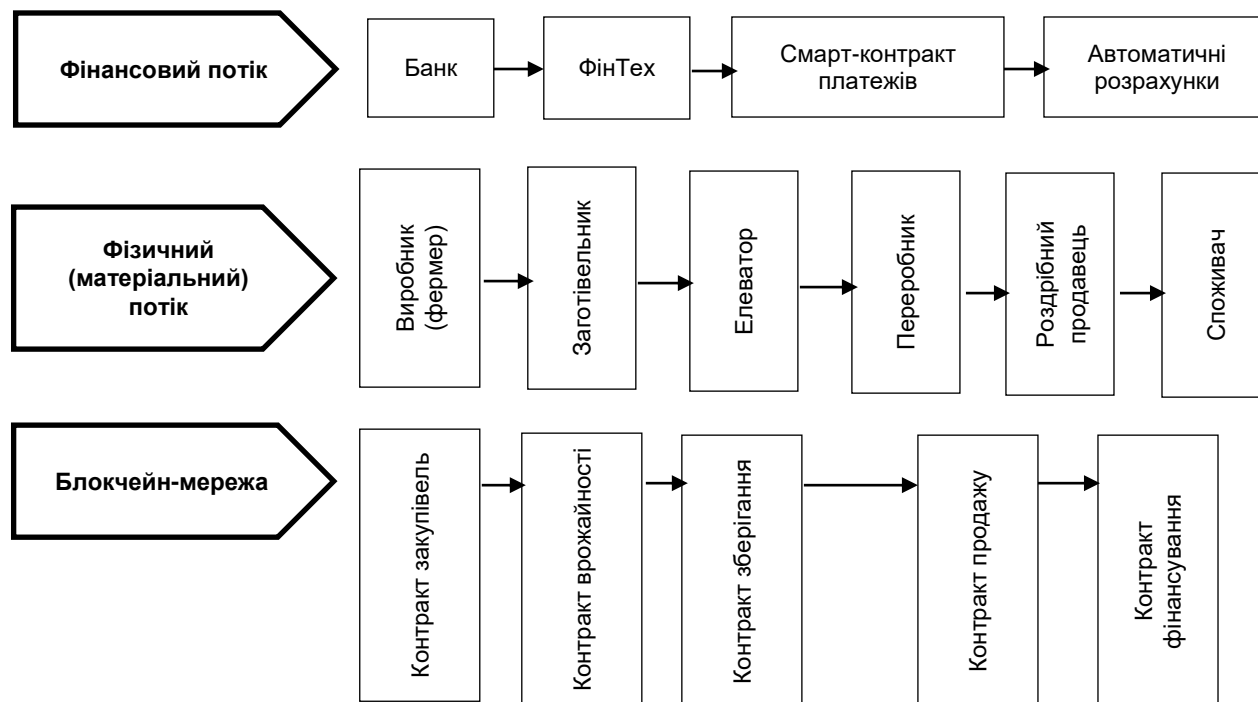 Фінансовий потік
Банк
ФінТех
Смарт-контракт
платежів
Автоматичні
розрахунки
Фізичний
(матеріальний)
потік
Виробник
(фермер)
Заготівельник
Елеватор
Переробник
Роздрібний
продавець
Споживач
Блокчейн-мережа
Контракт закупівель
Контракт врожайності
Контракт зберігання
Контракт продажу
Контракт
фінансування